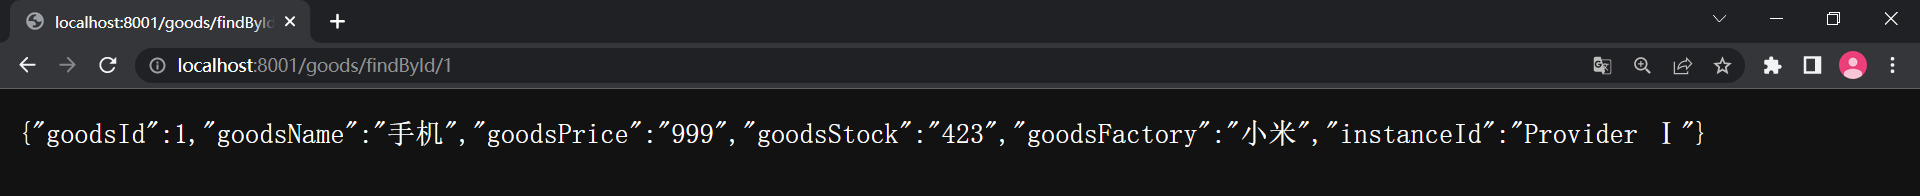 localhost:8001/goods/findById
localhost:8001/goods/findById/1
{"goodsId":1,"goodsName":"手机","goodsPrice":"999","goodsStock":"423","goodsFactory":"小米","instanceId":"Provider Ⅰ"}